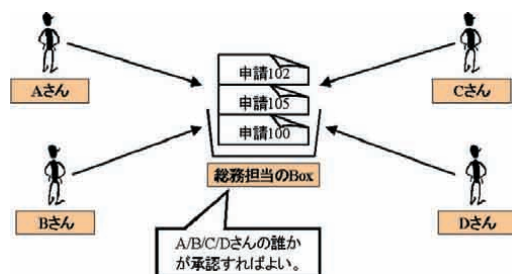 Aさん
申請102
申請105
申請100
Cさん
Bさん
総務担当のBox
Dさん
A/B/C/Dさんの誰か
が承認すればよい。